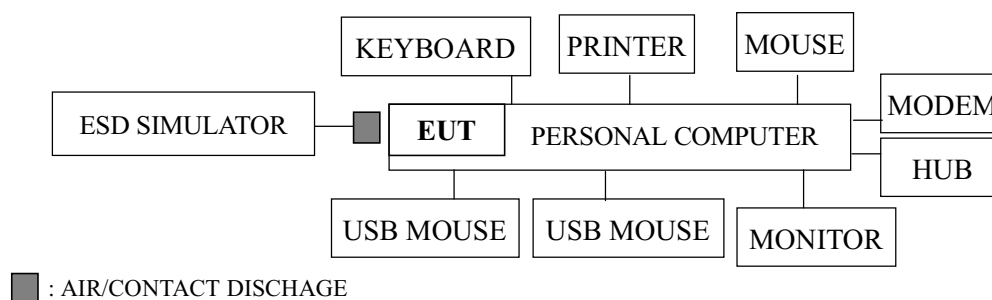 KEYBOARD
PRINTER
MOUSE
ESD SIMULATOR
EUT
PERSONAL COMPUTER
MODEM
HUB
USB MOUSE
USB MOUSE
MONITOR
: AIR/CONTACT DISCHAGE